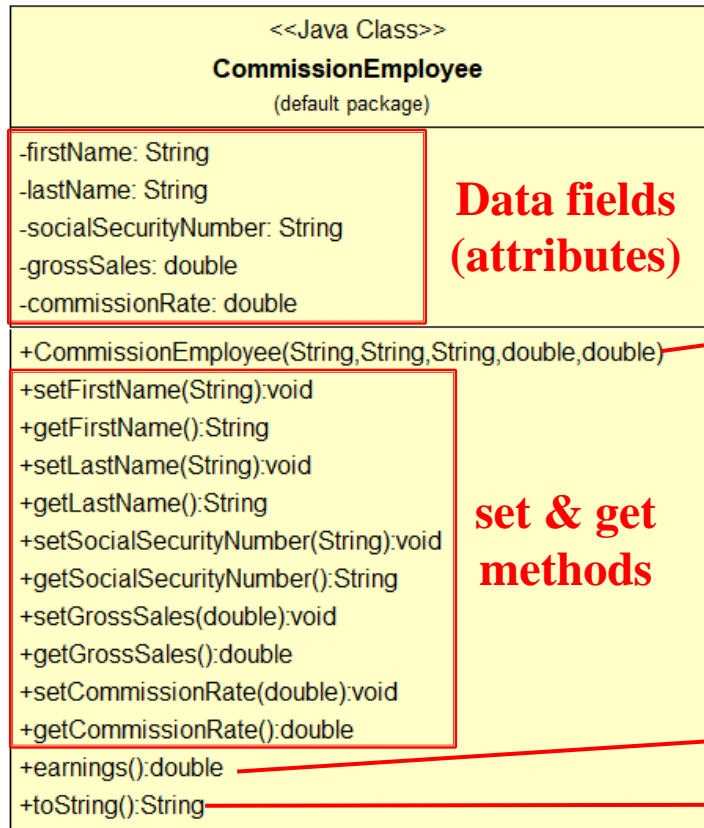 <<Java Class>>
CommissionEmployee
(default package)
-firstName: String
-lastName: String
-socialSecurityNumber: String
-grossSales: double
-commissionRate: double
Data fields
(attributes)
+CommissionEmployee(String,String,String,double,double)
+setFirstName(String):void
+getFirstName():String
+setLastName(String):void
+getLastName():String
+setSocialSecurityNumber(String):void
+getSocialSecurityNumber():String
+setGrossSales(double):void
+getGrossSales():double
+setCommissionRate(double):void
+getCommissionRate():double
set & get
methods
+earnings():double
+toString():String